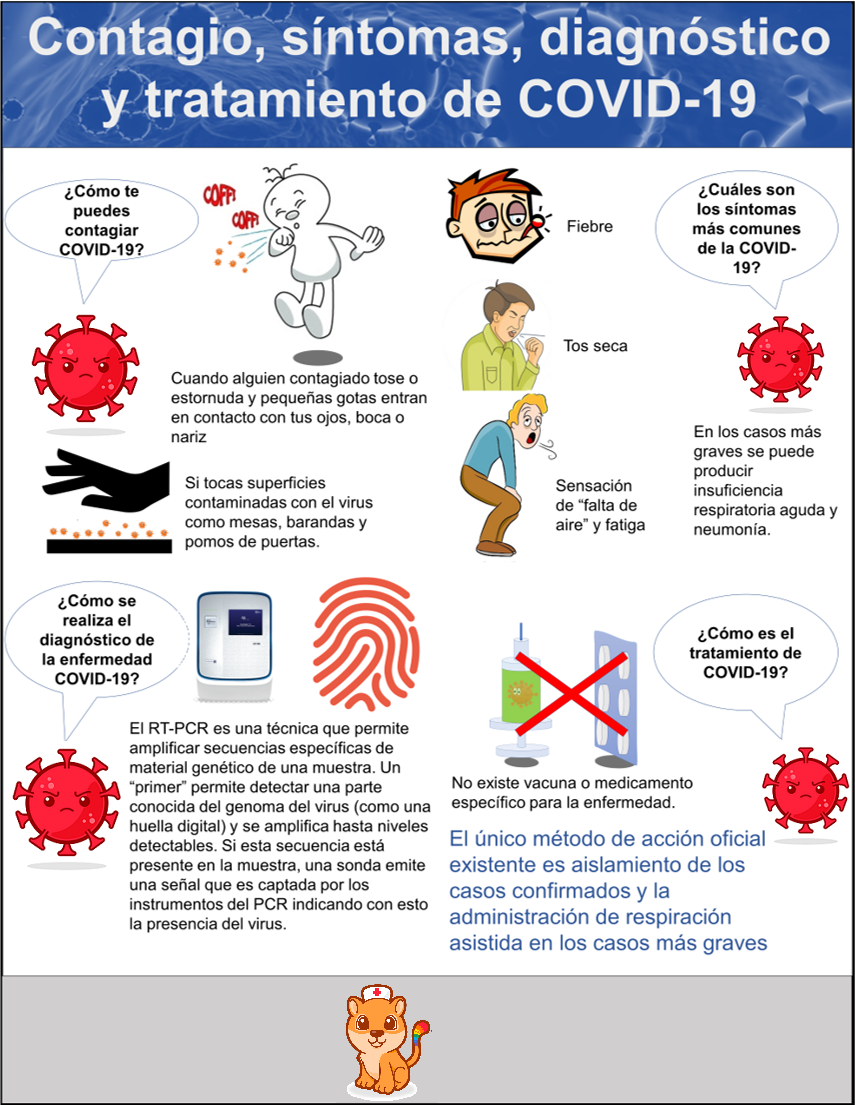 Contagio, síntomas, diagnóstico
y tratamiento de COVID-19
¿Cómo te
puedes
contagiar
COVID-19?
COFF!
COFF!
Cuando alguien contagiado tose o
estornuda y pequeñas gotas entran
en contacto con tus ojos, boca o
nariz
Si tocas superficies
contaminadas con el virus
como mesas, barandas y
pomos de puertas.
¿Cuáles son
los síntomas
más comunes
de la COVID-
19?
Fiebre
Tos seca
Sensación
de “falta de
aire” y fatiga
En los casos más
graves se puede
producir
insuficiencia
respiratoria aguda y
neumonía.
¿Cómo se
realiza el
diagnóstico de
la enfermedad
COVID-19?
El RT-PCR es una técnica que permite
amplificar secuencias específicas de
material genético de una muestra. Un
“primer” permite detectar una parte
conocida del genoma del virus (como una
huella digital) y se amplifica hasta niveles
detectables. Si esta secuencia está
presente en la muestra, una sonda emite
una señal que es captada por los
instrumentos del PCR indicando con esto
la presencia del virus.
¿Cómo es el
tratamiento de
COVID-19?
No existe vacuna o medicamento
específico para la enfermedad.
El único método de acción oficial
existente es aislamiento de los
casos confirmados y la
administración de respiración
asistida en los casos más graves